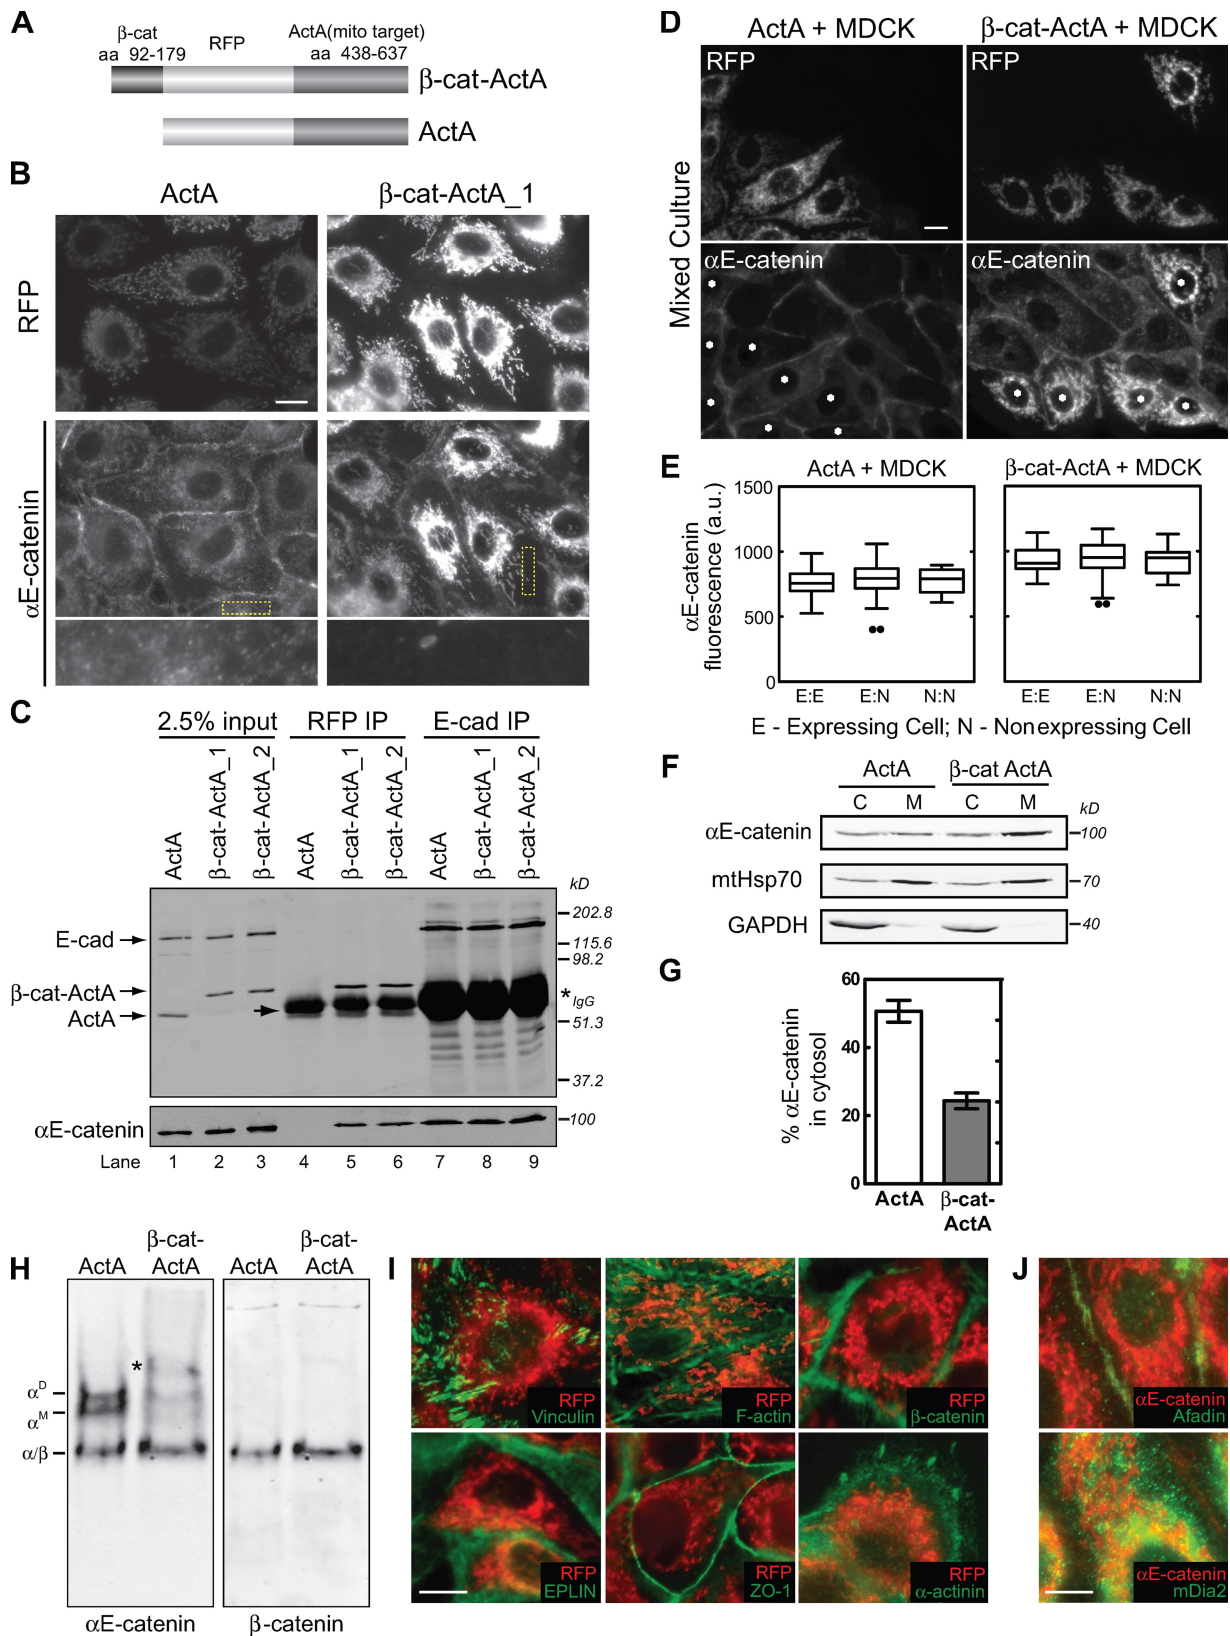 A
β-cat
aa 92-179
RFP
ActA(mito target)
aa 438-637
β-cat-ActA
ActA
B
ActA
β-cat-ActA_1
RFP
αE-catenin
C
2.5% input
RFP IP
E-cad IP
ActA
β-cat-ActA_1
β-cat-ActA_2
ActA
β-cat-ActA_1
β-cat-ActA_2
ActA
β-cat-ActA_1
β-cat-ActA_2
kD
E-cad
β-cat-ActA
ActA
202.8
115.6
98.2
* IgG
51.3
37.2
αE-catenin
100
Lane 1 2 3 4 5 6 7 8 9
D
ActA + MDCK
β-cat-ActA + MDCK
Mixed Culture
RFP
RFP
αE-catenin
αE-catenin
E
ActA + MDCK
β-cat-ActA + MDCK
αE-catenin
fluorescence (a.u.)
1500
1000
500
0
E:E E:N N:N
E:E E:N N:N
E - Expressing Cell; N - Nonexpressing Cell
F
ActA
β-cat ActA
C M C M
kD
αE-catenin
100
mtHsp70
70
GAPDH
40
G
% αE-catenin
in cytosol
60
40
20
0
ActA
β-cat-
ActA
H
ActA
β-cat-
ActA
ActA
β-cat-
ActA
*
αD
αM
α/β
αE-catenin
β-catenin
I
RFP
Vinculin
RFP
F-actin
RFP
β-catenin
RFP
EPLIN
RFP
ZO-1
RFP
α-actinin
J
αE-catenin
Afadin
αE-catenin
mDia2